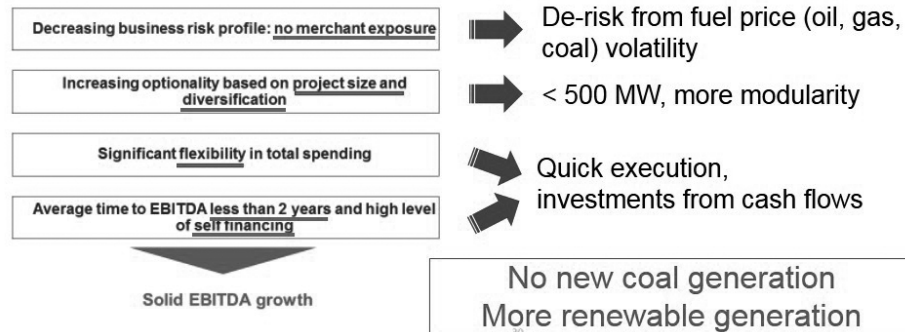 Decreasing business risk profile: no merchant exposure
De-risk from fuel price (oil, gas,
coal) volatility
Increasing optionality based on project size and
diversification
< 500 MW, more modularity
Significant flexibility in total spending
Quick execution,
investments from cash flows
Average time to EBITDA less than 2 years and high level
of self financing
Solid EBITDA growth
No new coal generation
More renewable generation